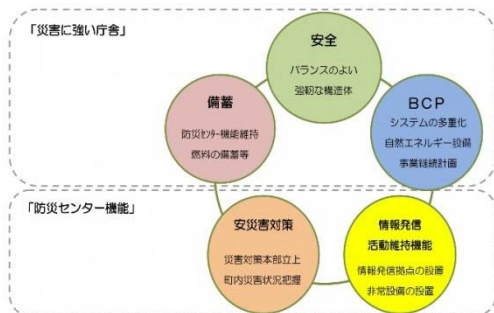 「災害に強い庁舎」
安全
バランスのよい
強靭な構造体
備蓄
防災センター機能維持
燃料の備蓄等
BCP
システムの多重化
自然エネルギー設備
事業継続計画
「防災センター機能」
安災害対策
災害対策本部立上
町内災害状況把握
情報発信
活動維持機能
情報発信拠点の設置
非常設備の設置